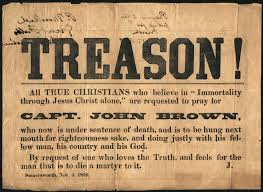 TREASON!
All TRUE CHRISTIANS who believe in "Immortality
through Jesus Christ alone," are requested to pray for
CAPT. JOHN BROWN,
who now is under sentence of death, and is to be hung next
month for righteousness sake, and doing justly with his fel-
low man, his country and his God.
By request of one who loves the Truth, and feels for the
man that is to die a martyr to it. J.
Somersworth, Nov. 4, 1859.